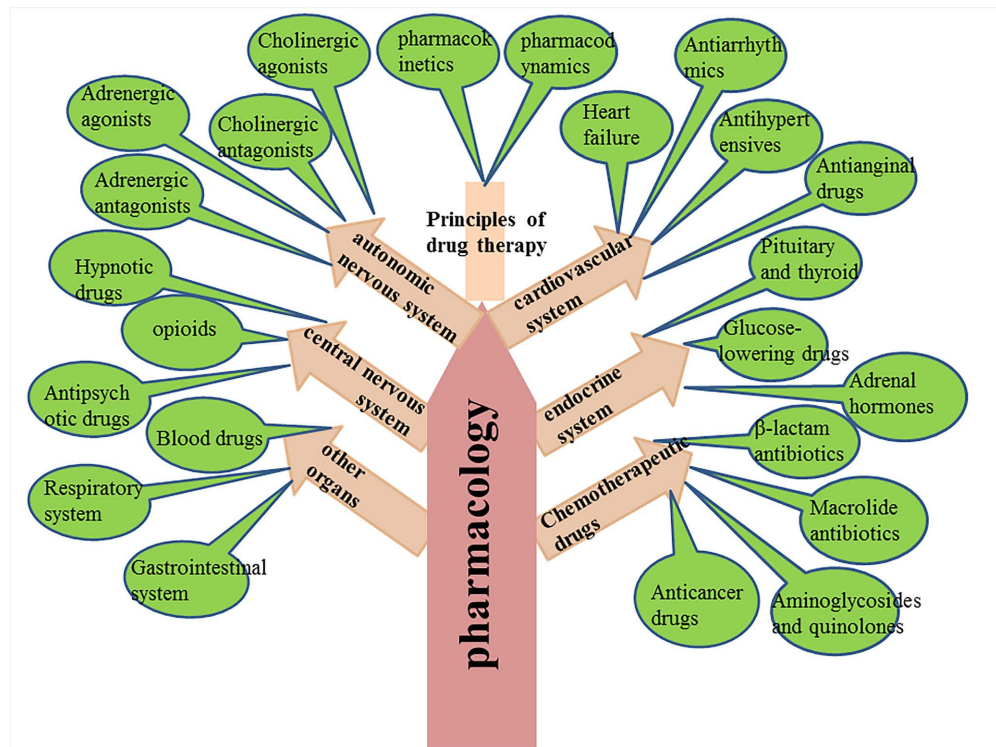 Cholinergic
agonists
pharmacok
inetics
pharmacod
ynamics
Antiarrhyth
mics
Adrenergic
agonists
Cholinergic
antagonists
Heart
failure
Antihypert
ensives
Adrenergic
antagonists
Antianginal
drugs
Principles of
drug therapy
autonomic
nervous system
cardiovascular
system
Hypnotic
drugs
Pituitary
and thyroid
opioids
Glucose-
lowering drugs
central nervous
system
endocrine
system
Antipsych
otic drugs
Adrenal
hormones
Blood drugs
β-lactam
antibiotics
other
organs
Chemotherapeutic
drugs
Respiratory
system
Macrolide
antibiotics
Gastrointestinal
system
Anticancer
drugs
Aminoglycosides
and quinolones
pharmacology